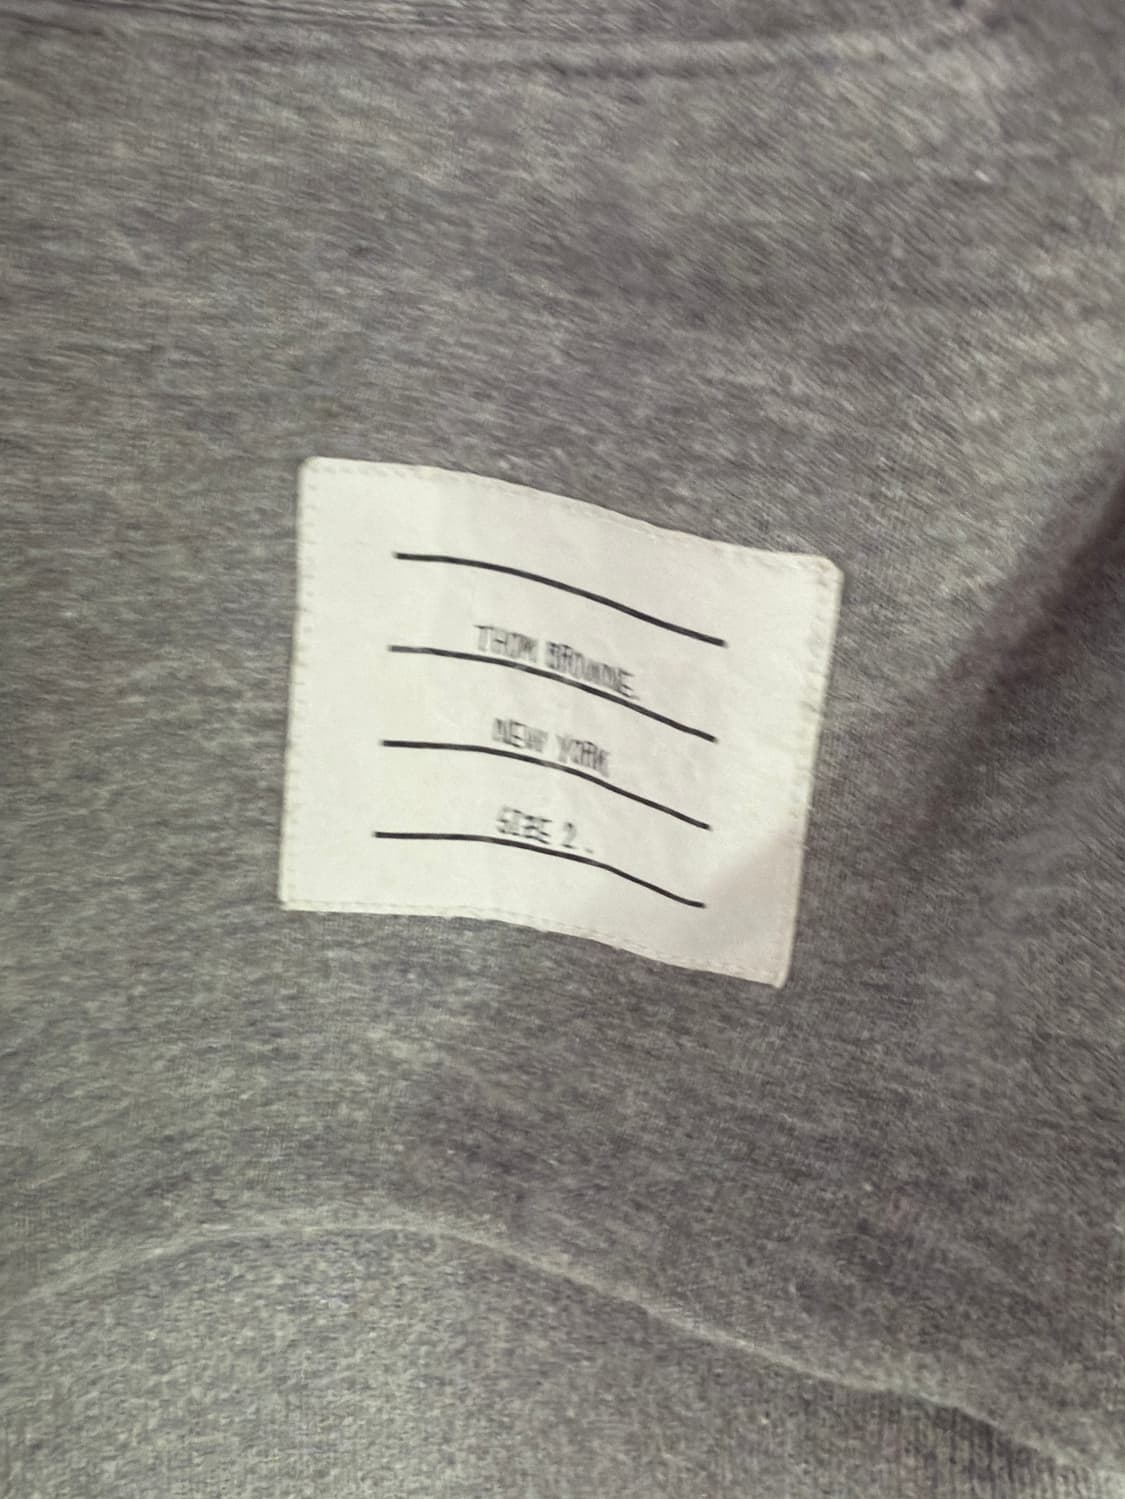 THOM BROWNE.
NEW YORK
SIZE 2.